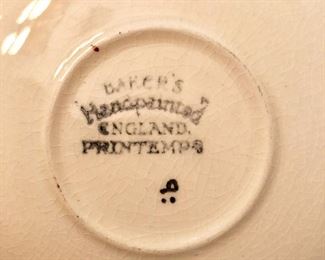 BAKER'S
Handpainted
ENGLAND.
PRINTEMPS